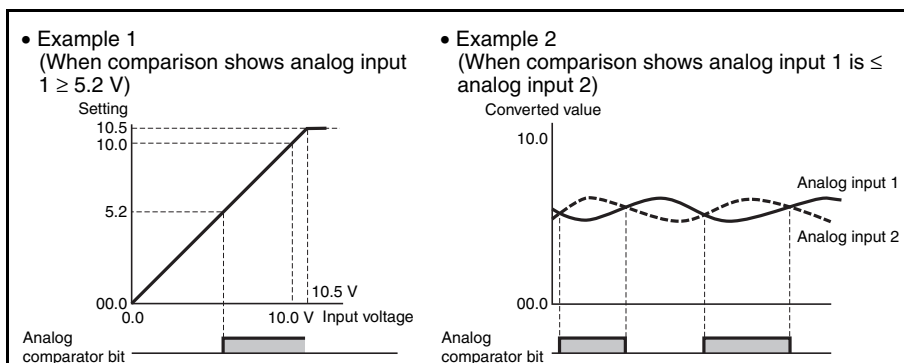 • Example 1
(When comparison shows analog input
1 ≥ 5.2 V)
Setting
10.5
10.0
5.2
00.0
10.5 V
0.0
10.0 V
Input voltage
Analog
comparator bit
• Example 2
(When comparison shows analog input 1 is ≤
analog input 2)
Converted value
10.0
Analog input 1
Analog input 2
00.0
Analog
comparator bit